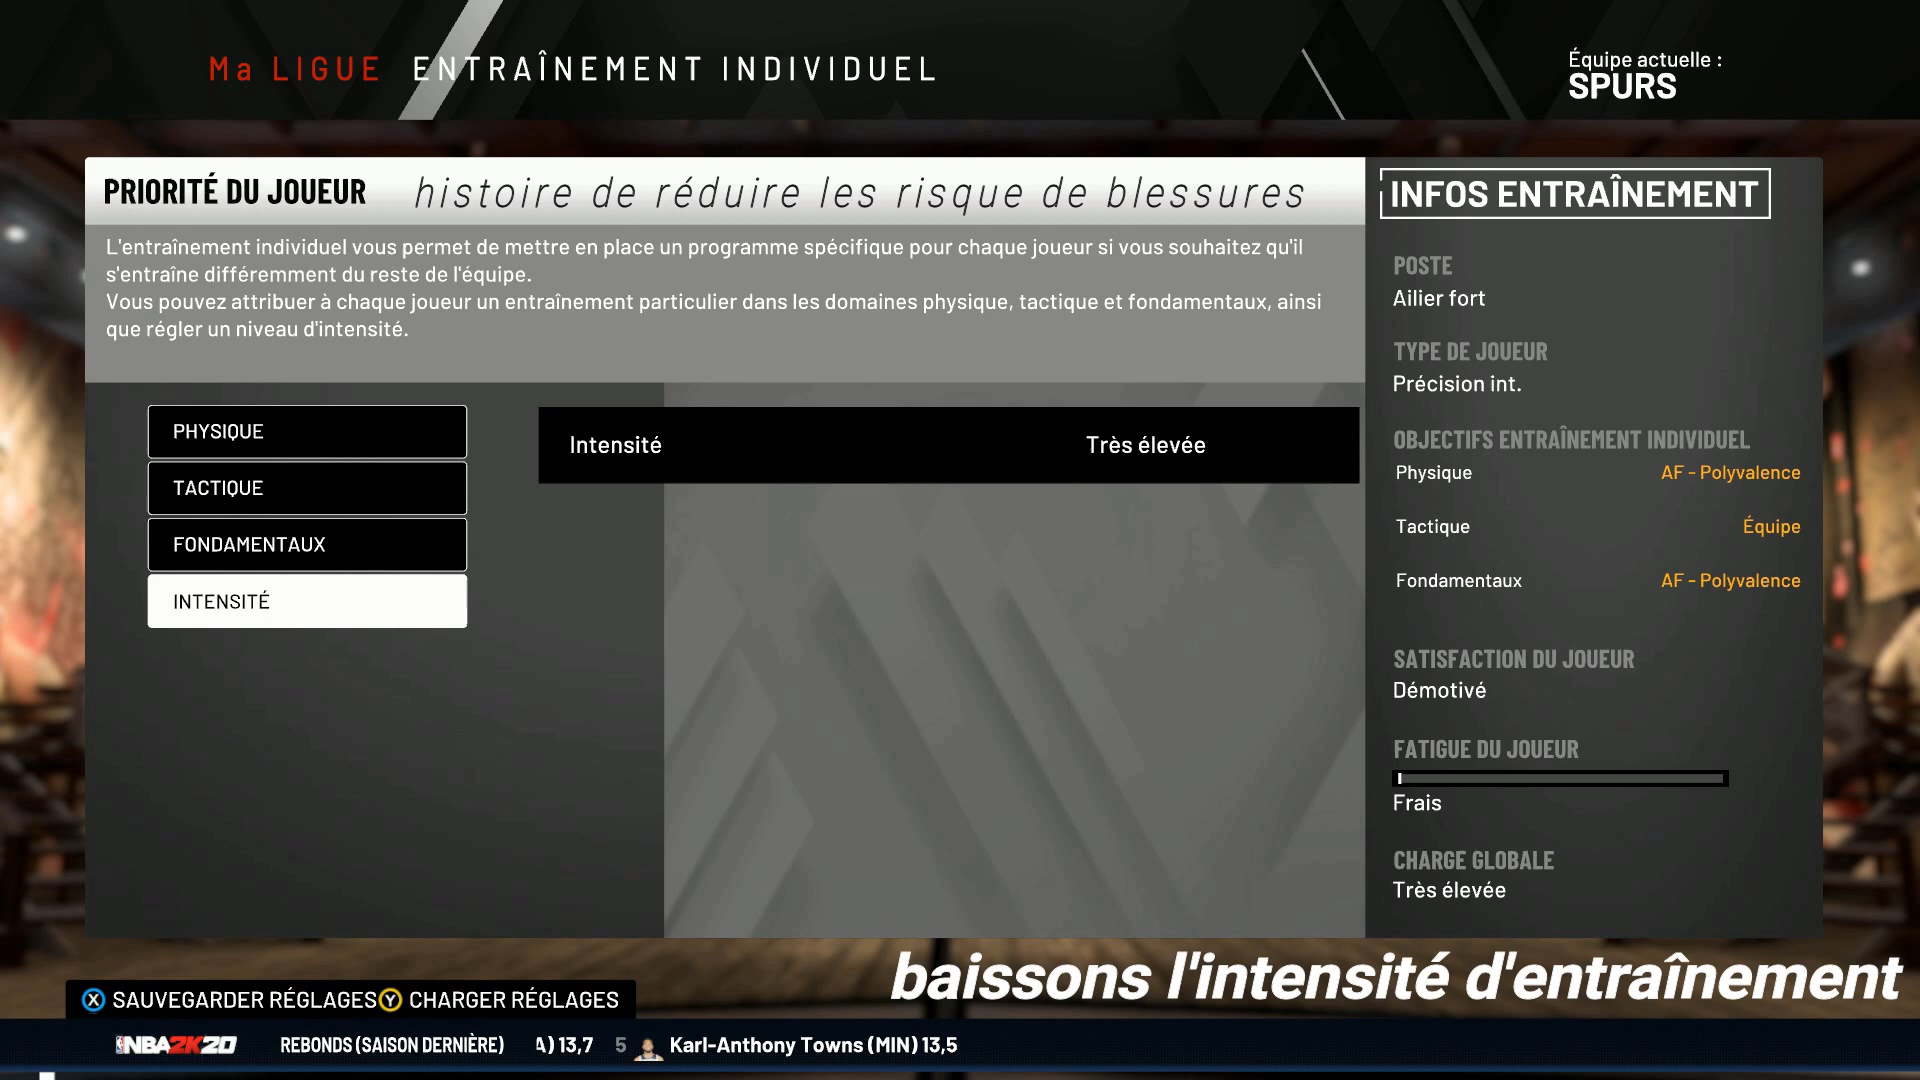 Ma LIGUE ENTRAÎNEMENT INDIVIDUEL
Équipe actuelle :
SPURS
PRIORITÉ DU JOUEUR histoire de réduire les risque de blessures
L'entraînement individuel vous permet de mettre en place un programme spécifique pour chaque joueur si vous souhaitez qu'il
s'entraîne différemment du reste de l'équipe.
Vous pouvez attribuer à chaque joueur un entraînement particulier dans les domaines physique, tactique et fondamentaux, ainsi
que régler un niveau d'intensité.
PHYSIQUE
TACTIQUE
FONDAMENTAUX
INTENSITÉ
Intensité Très élevée
INFOS ENTRAÎNEMENT
POSTE
Ailier fort
TYPE DE JOUEUR
Précision int.
OBJECTIFS ENTRAÎNEMENT INDIVIDUEL
Physique AF - Polyvalence
Tactique Équipe
Fondamentaux AF - Polyvalence
SATISFACTION DU JOUEUR
Démotivé
FATIGUE DU JOUEUR
Frais
CHARGE GLOBALE
Très élevée
baissons l'intensité d'entraînement
X SAUVEGARDER RÉGLAGES Y CHARGER RÉGLAGES
NBA2K20 REBONDS (SAISON DERNIÈRE) A) 13,7 5 Karl-Anthony Towns (MIN) 13,5